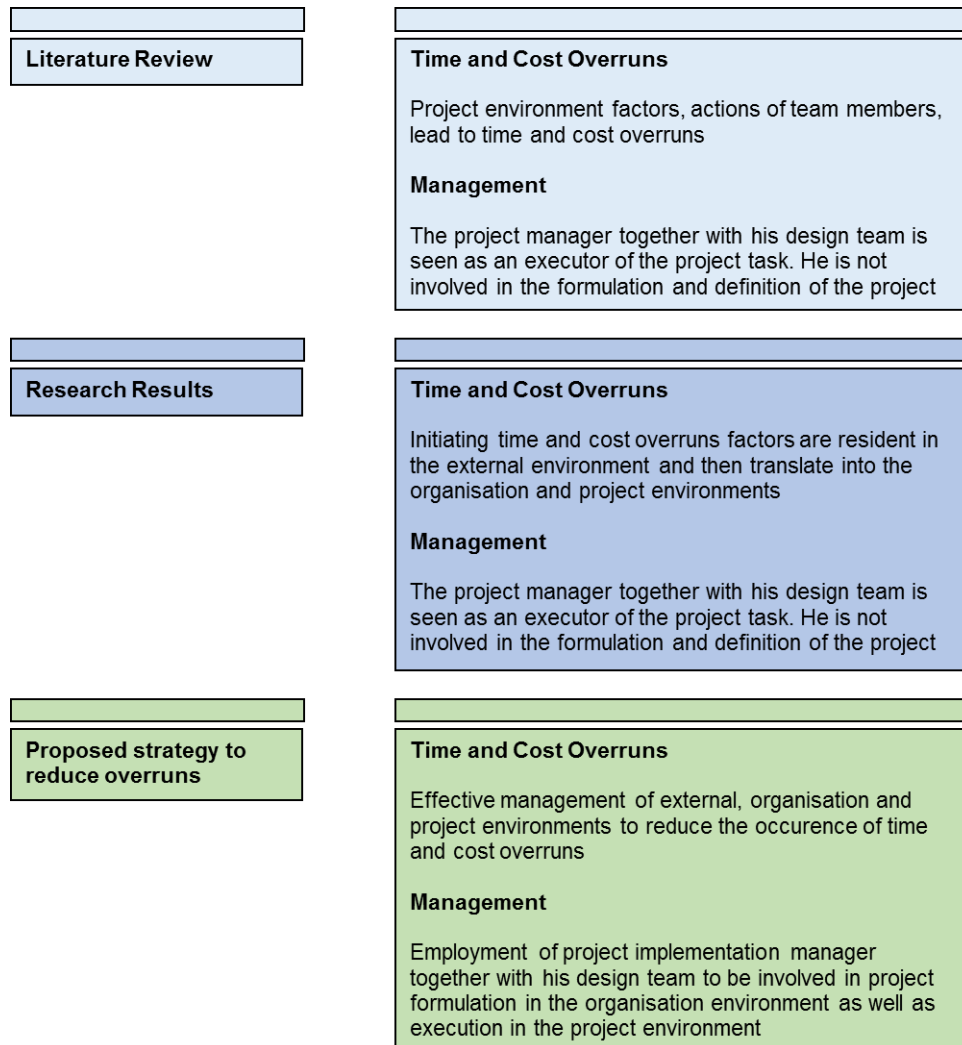 Literature Review
Time and Cost Overruns
Project environment factors, actions of team members,
lead to time and cost overruns
Management
The project manager together with his design team is
seen as an executor of the project task. He is not
involved in the formulation and definition of the project
Research Results
Time and Cost Overruns
Initiating time and cost overruns factors are resident in
the external environment and then translate into the
organisation and project environments
Management
The project manager together with his design team is
seen as an executor of the project task. He is not
involved in the formulation and definition of the project
Proposed strategy to
reduce overruns
Time and Cost Overruns
Effective management of external, organisation and
project environments to reduce the occurence of time
and cost overruns
Management
Employment of project implementation manager
together with his design team to be involved in project
formulation in the organisation environment as well as
execution in the project environment